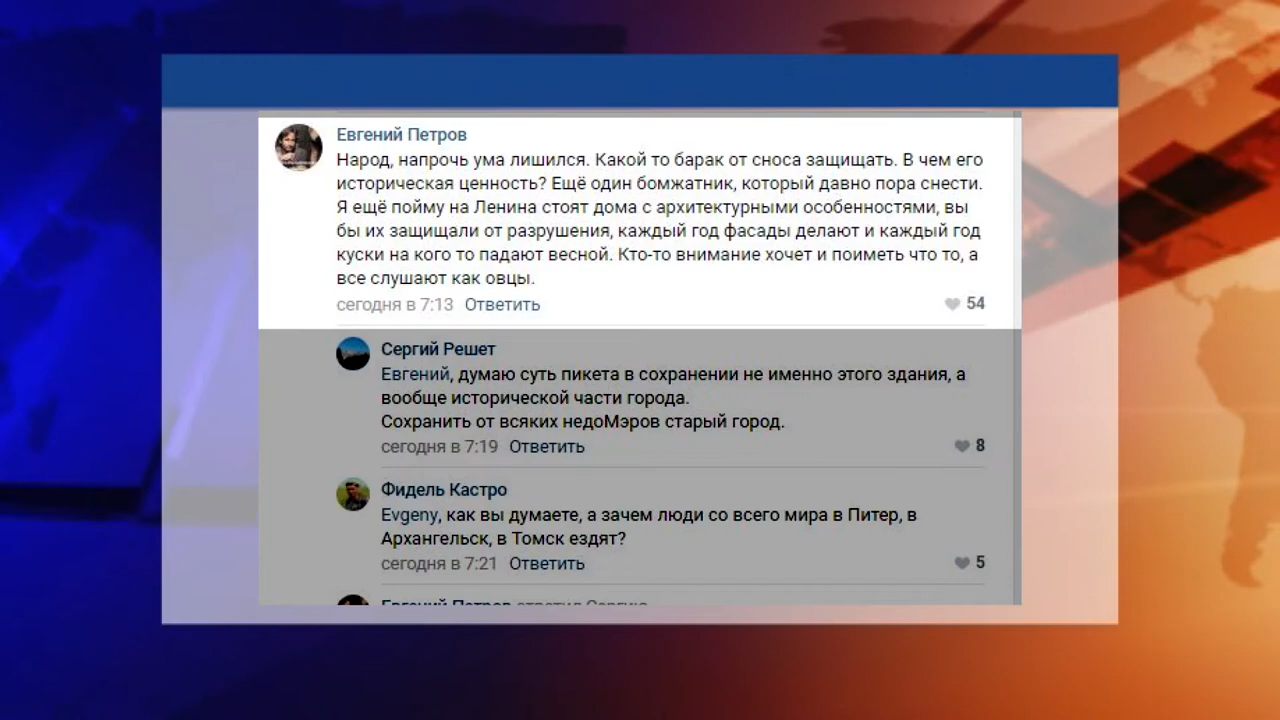 Евгений Петров
Народ, напрочь ума лишился. Какой то барак от сноса защищать. В чем его
историческая ценность? Ещё один бомжатник, который давно пора снести.
Я ещё пойму на Ленина стоят дома с архитектурными особенностями, вы
бы их защищали от разрушения, каждый год фасады делают и каждый год
куски на кого то падают весной. Кто-то внимание хочет и поиметь что то, а
все слушают как овцы.
сегодня в 7:13 Ответить 54
Сергий Решет
Евгений, думаю суть пикета в сохранении не именно этого здания, а
вообще исторической части города.
Сохранить от всяких недоМэров старый город.
сегодня в 7:19 Ответить 8
Фидель Кастро
Evgeny, как вы думаете, а зачем люди со всего мира в Питер, в
Архангельск, в Томск ездят?
сегодня в 7:21 Ответить 5
Евгений Петров ответил Сергию